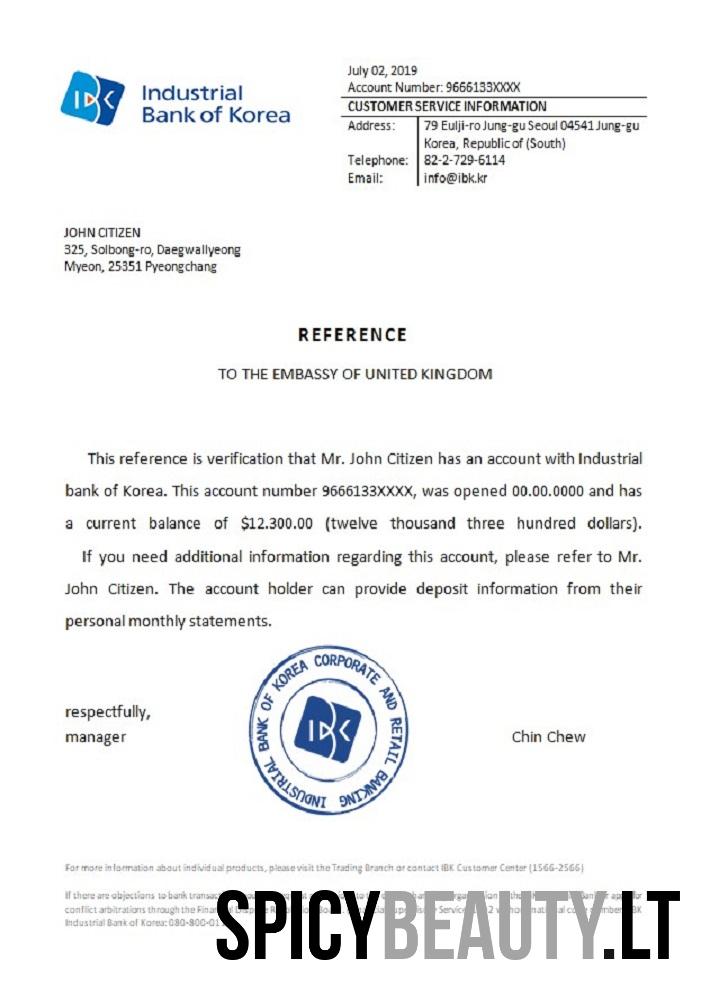 IBK Industrial
Bank of Korea
July 02, 2019
Account Number: 9666133XXXX
CUSTOMER SERVICE INFORMATION
Address: 79 Eulji-ro Jung-gu Seoul 04541 Jung-gu
Korea, Republic of (South)
Telephone: 82-2-729-6114
Email: info@ibk.kr
JOHN CITIZEN
325, Solbong-ro, Daegwallyeong
Myeon, 25351 Pyeongchang
REFERENCE
TO THE EMBASSY OF UNITED KINGDOM
This reference is verification that Mr. John Citizen has an account with Industrial
bank of Korea. This account number 9666133XXXX, was opened 00.00.0000 and has
a current balance of $12.300.00 (twelve thousand three hundred dollars).
If you need additional information regarding this account, please refer to Mr.
John Citizen. The account holder can provide deposit information from their
personal monthly statements.
respectfully,
manager
INDUSTRIAL BANK OF KOREA CORPORATE AND RETAIL BANKING
IBK
Chin Chew
For more information about individual products, please visit the Trading Branch or contact IBK Customer Center (1566-2566)
If there are objections to bank
conflict arbitrations through the
Industrial Bank of Korea: 080-800-01
SPICYBEAUTY.LT